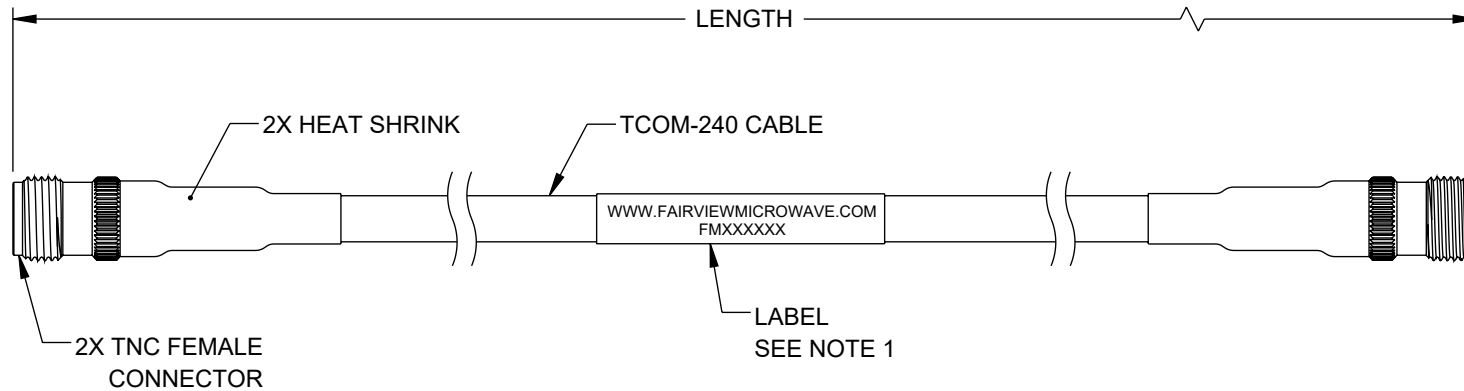 LENGTH
2X HEAT SHRINK
TCOM-240 CABLE
WWW.FAIRVIEWMICROWAVE.COM
FMXXXXXX
LABEL
SEE NOTE 1
2X TNC FEMALE
CONNECTOR